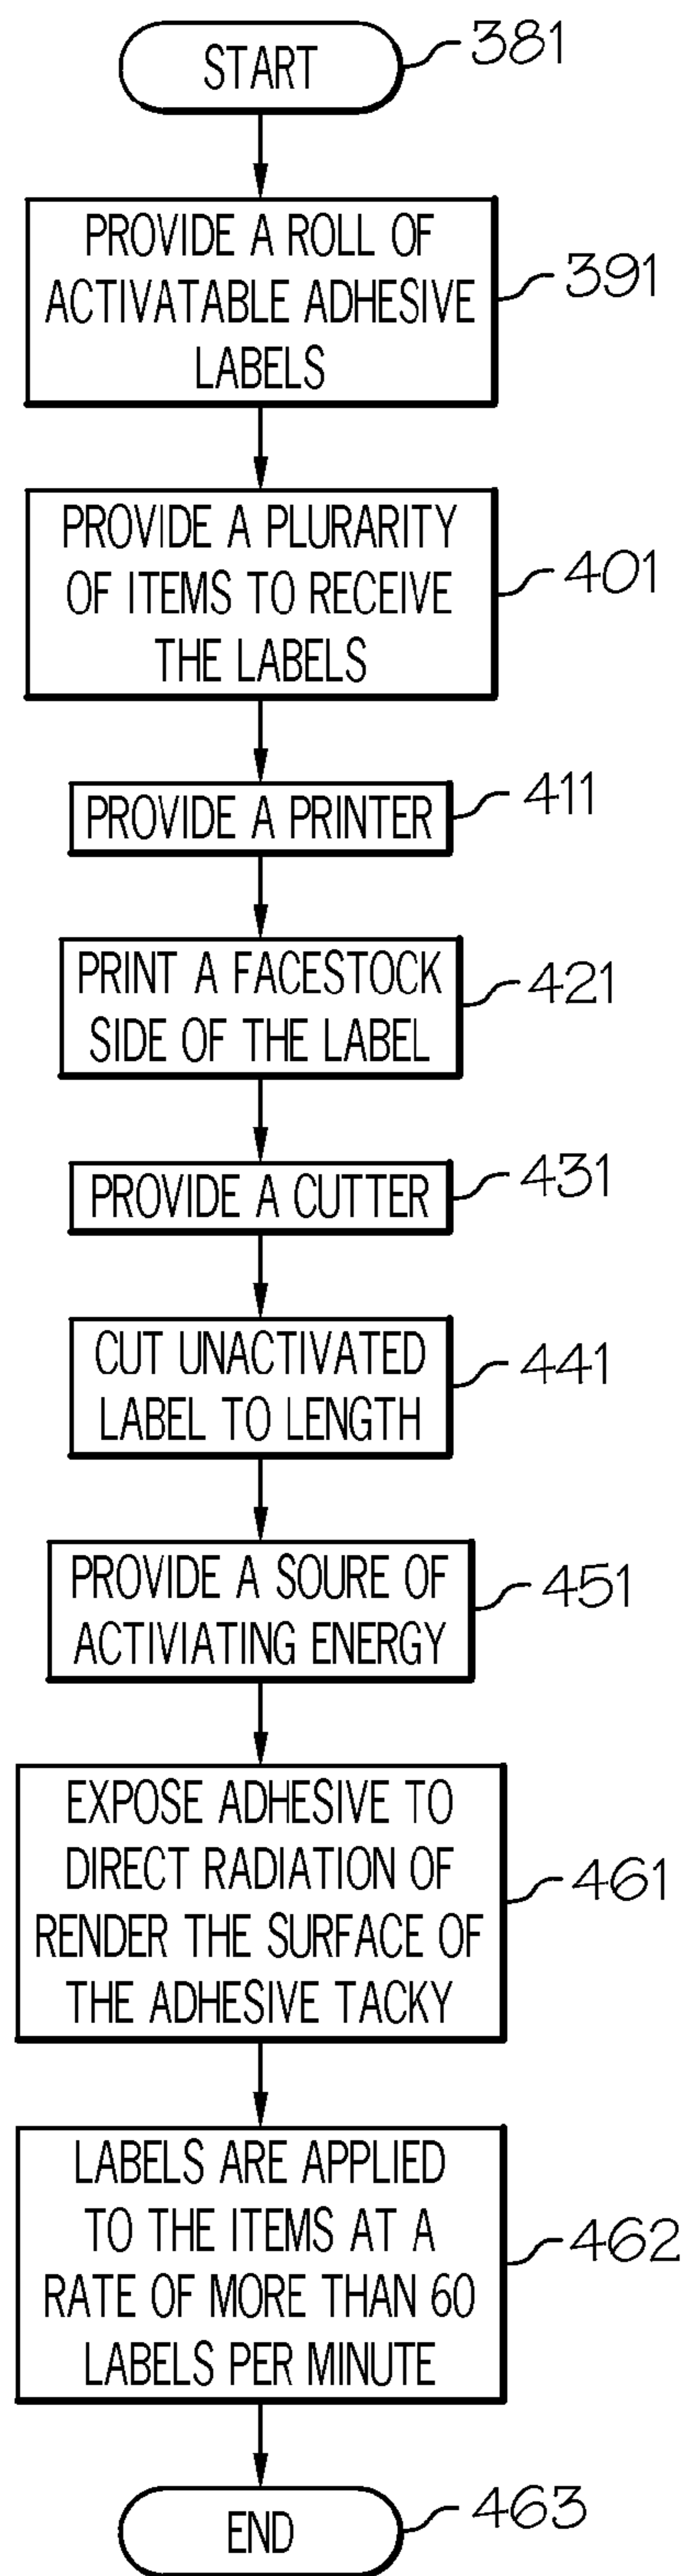 START
381
PROVIDE A ROLL OF
ACTIVATABLE ADHESIVE
LABELS
391
PROVIDE A PLURARITY
OF ITEMS TO RECEIVE
THE LABELS
401
PROVIDE A PRINTER
411
PRINT A FACESTOCK
SIDE OF THE LABEL
421
PROVIDE A CUTTER
431
CUT UNACTIVATED
LABEL TO LENGTH
441
PROVIDE A SOURE OF
ACTIVIATING ENERGY
451
EXPOSE ADHESIVE TO
DIRECT RADIATION OF
RENDER THE SURFACE OF
THE ADHESIVE TACKY
461
LABELS ARE APPLIED
TO THE ITEMS AT A
RATE OF MORE THAN 60
LABELS PER MINUTE
462
END
463